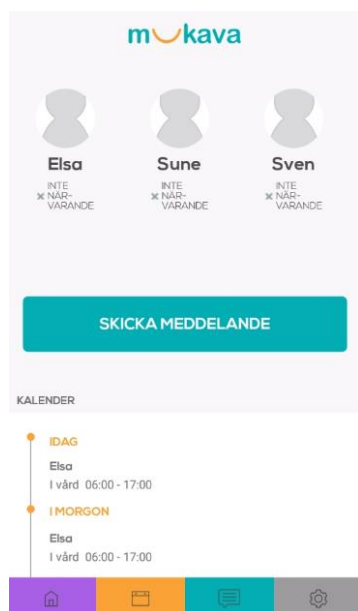 mukava
Elsa
Sune
Sven
INTE
NÄR-
VARANDE
INTE
NÄR-
VARANDE
INTE
NÄR-
VARANDE
SKICKA MEDDELANDE
KALENDER
IDAG
Elsa
I vård 06:00 - 17:00
I MORGON
Elsa
I vård 06:00 - 17:00